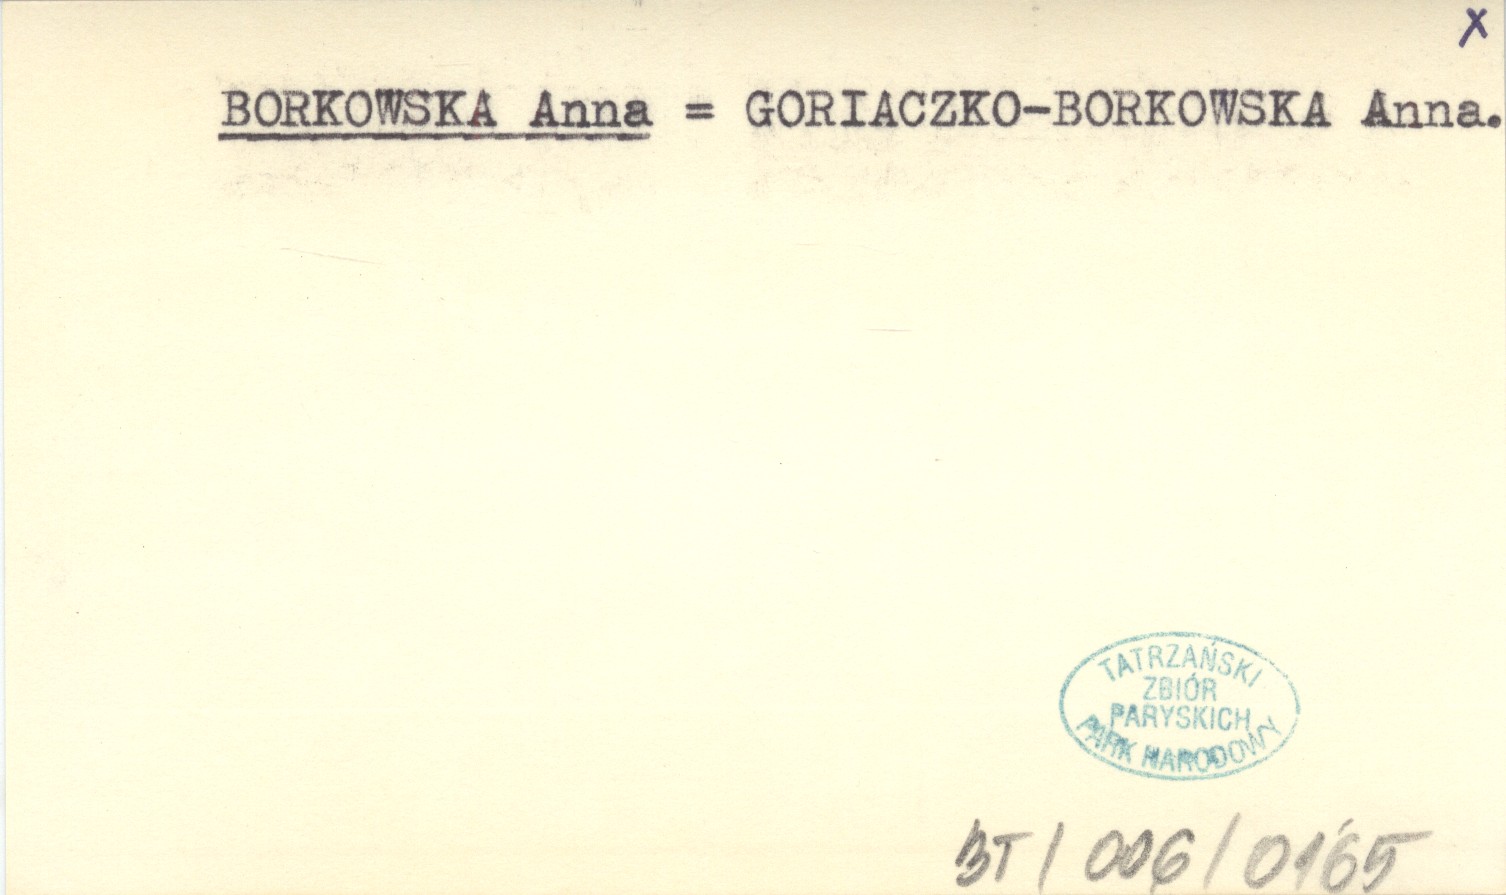 x
BORKOWSKA Anna = GORIACZKO-BORKOWSKA Anna.
TATRZAŃSKI
ZBIÓR
PARYSKICH
PARK NARODOWY
BT/006/0165